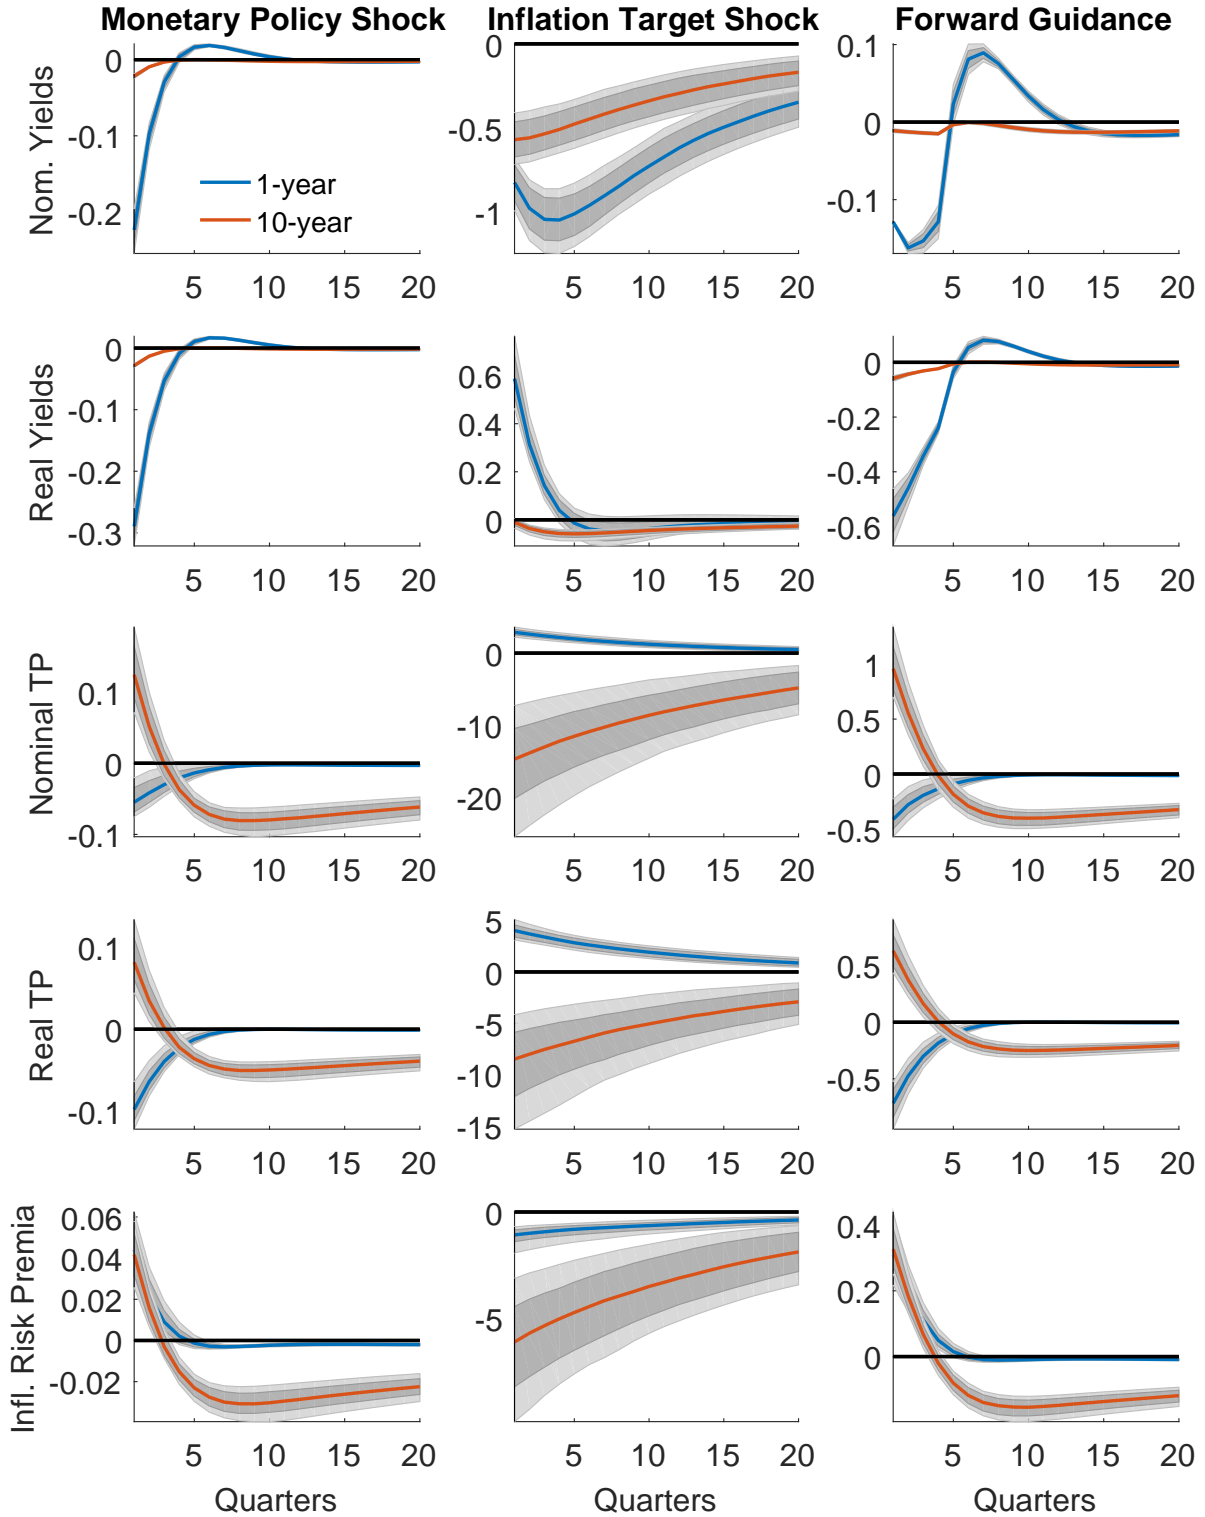 Monetary Policy Shock Inflation Target Shock Forward Guidance
Nom. Yields
0
-0.1
-0.2
1-year
10-year
5 10 15 20
0
-0.5
-1
5 10 15 20
0.1
0
-0.1
5 10 15 20
Real Yields
0
-0.1
-0.2
-0.3
5 10 15 20
0.6
0.4
0.2
0
5 10 15 20
0
-0.2
-0.4
-0.6
5 10 15 20
Nominal TP
0.1
0
-0.1
5 10 15 20
0
-10
-20
5 10 15 20
1
0.5
0
-0.5
5 10 15 20
Real TP
0.1
0
-0.1
5 10 15 20
5
0
-5
-10
-15
5 10 15 20
0.5
0
-0.5
5 10 15 20
Infl. Risk Premia
0.06
0.04
0.02
0
-0.02
5 10 15 20
Quarters
0
-5
5 10 15 20
Quarters
0.4
0.2
0
5 10 15 20
Quarters